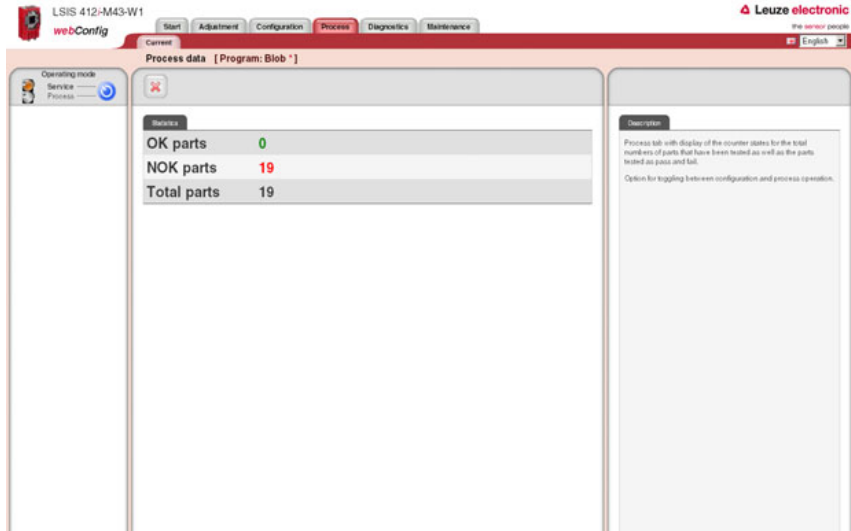 LSIS 412i-M43-W1
webConfig
Start
Adjustment
Configuration
Process
Diagnostics
Maintenance
Leuze electronic
the sensor people
Current
English
Process data [Program: Blob *]
Operating mode
Service
Process
Statistics
OK parts 0
NOK parts 19
Total parts 19
Description
Process tab with display of the counter states for the total
numbers of parts that have been tested as well as the parts
tested as pass and fail.
Option for toggling between configuration and process operation.